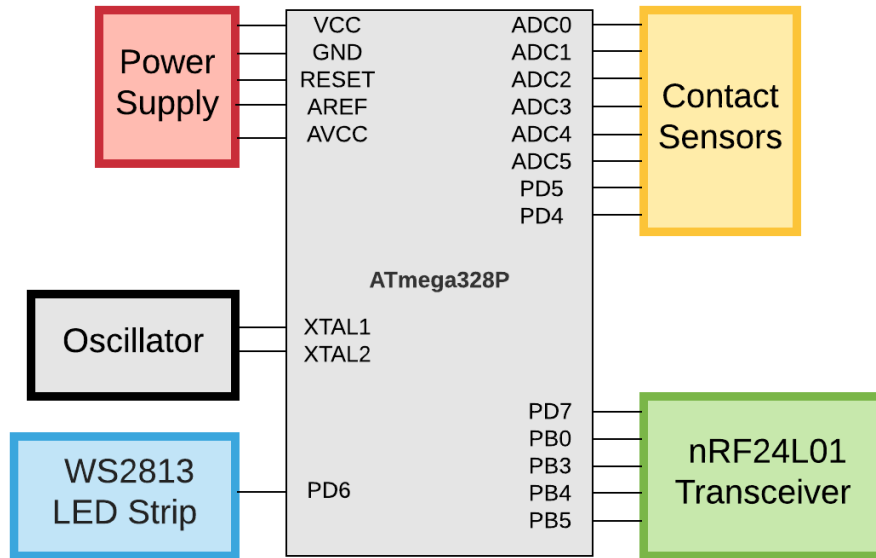 Power
Supply
VCC
GND
RESET
AREF
AVCC
ADC0
ADC1
ADC2
ADC3
ADC4
ADC5
PD5
PD4
Contact
Sensors
ATmega328P
Oscillator
XTAL1
XTAL2
WS2813
LED Strip
PD6
PD7
PB0
PB3
PB4
PB5
nRF24L01
Transceiver